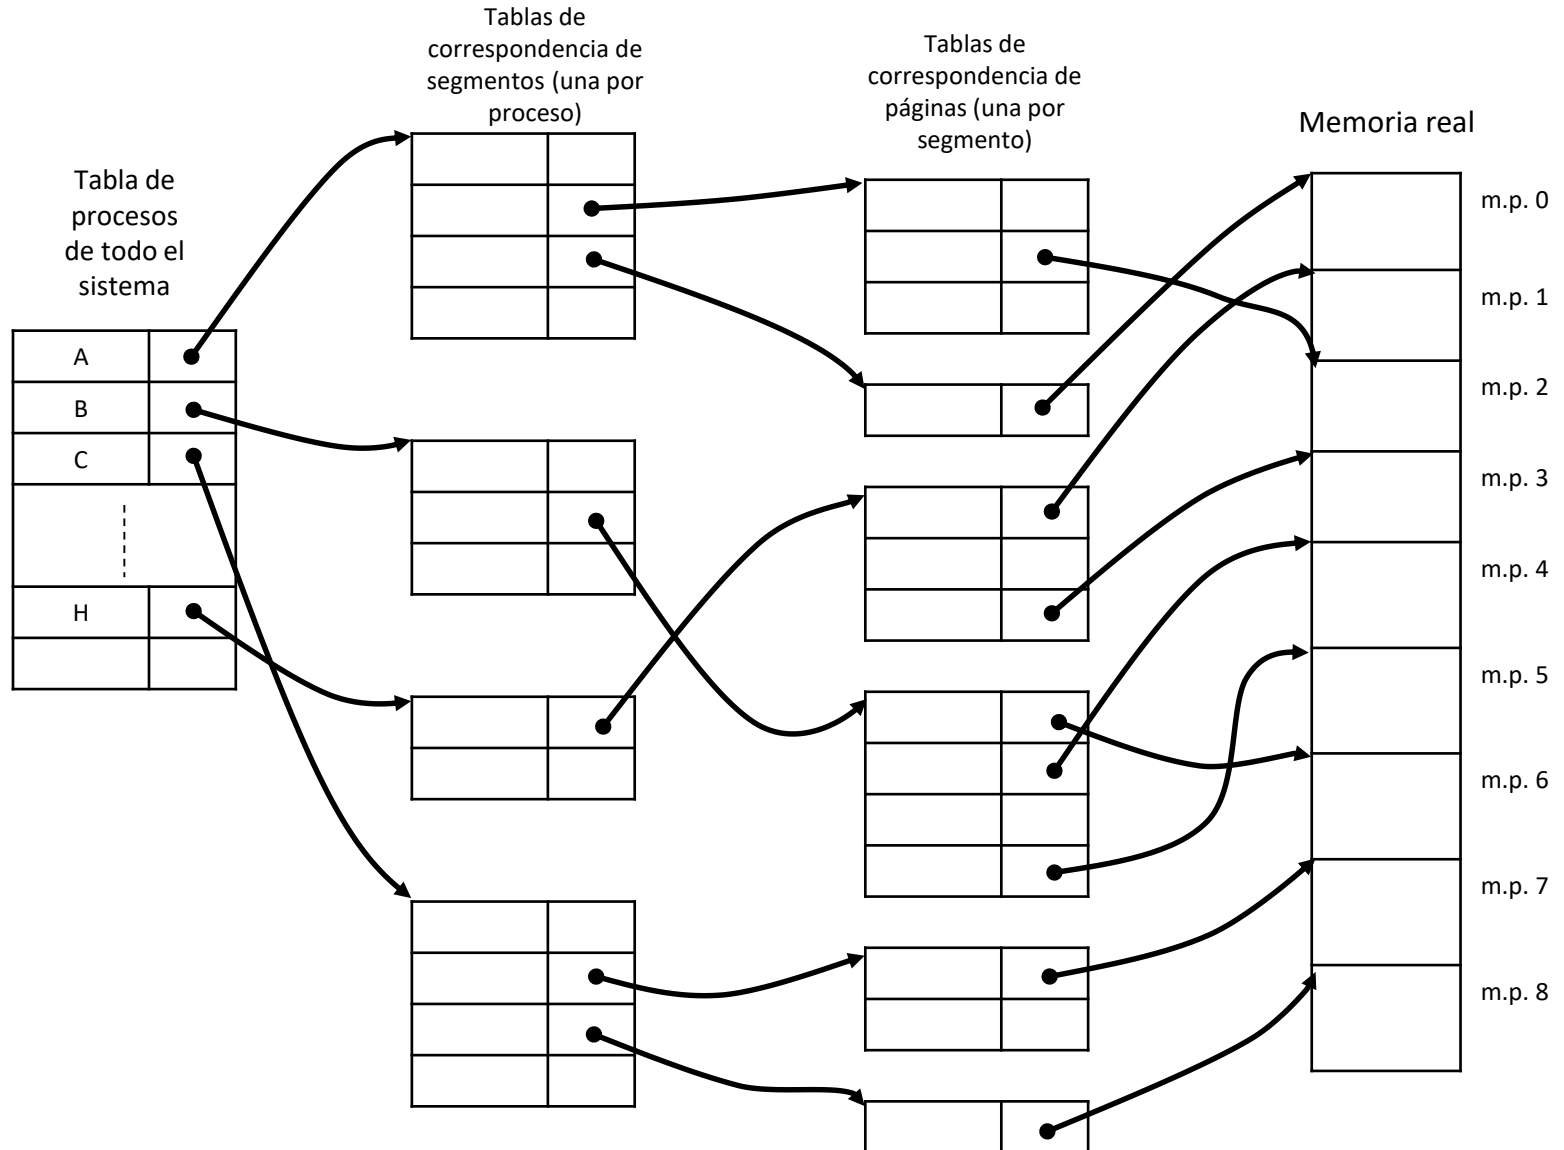 Tablas de
correspondencia de
segmentos (una por
proceso)
Tablas de
correspondencia de
páginas (una por
segmento)
Memoria real
Tabla de
procesos
de todo el
sistema
A
B
C
H
m.p. 0
m.p. 1
m.p. 2
m.p. 3
m.p. 4
m.p. 5
m.p. 6
m.p. 7
m.p. 8